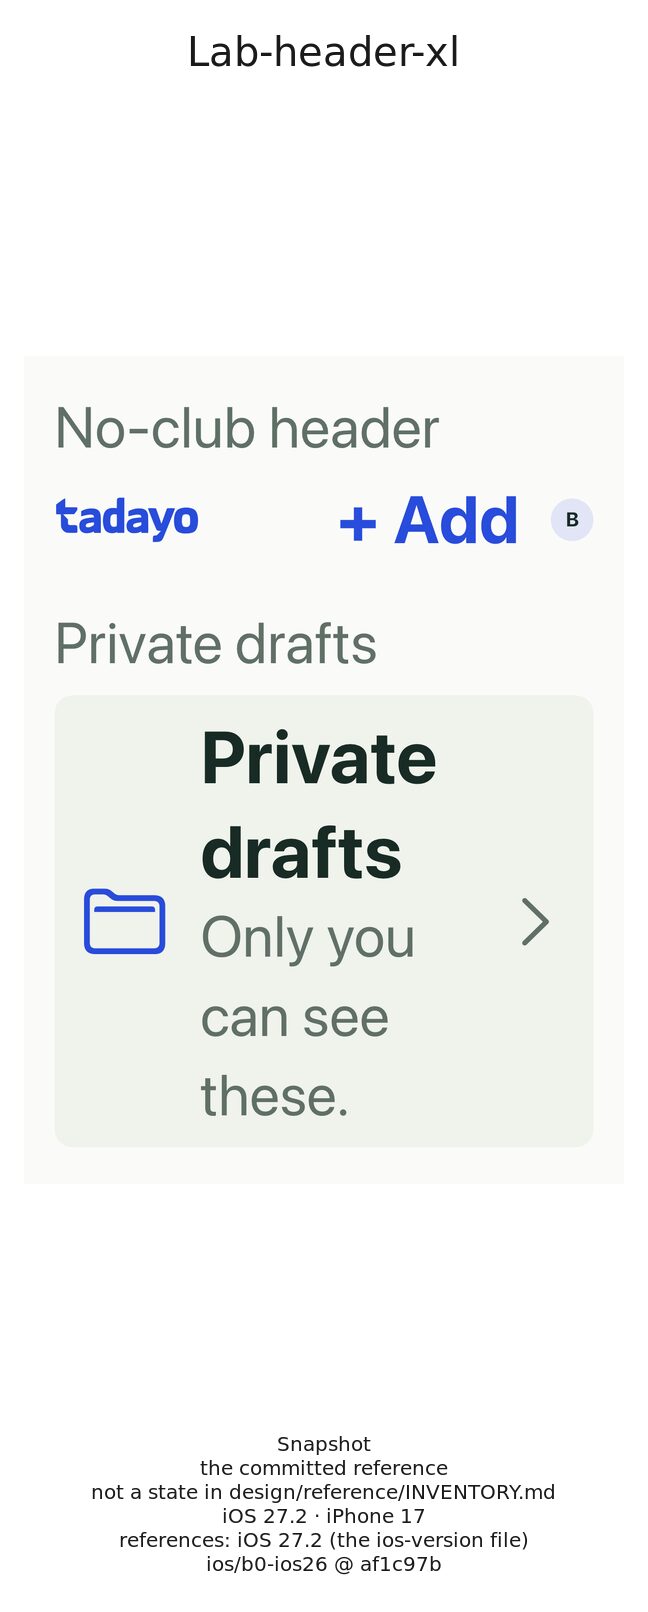 Lab-header-xl
No-club header
tadayo
+ Add
B
Private drafts
Private
drafts
Only you
can see
these.
Snapshot
the committed reference
not a state in design/reference/INVENTORY.md
iOS 27.2 · iPhone 17
references: iOS 27.2 (the ios-version file)
ios/b0-ios26 @ af1c97b